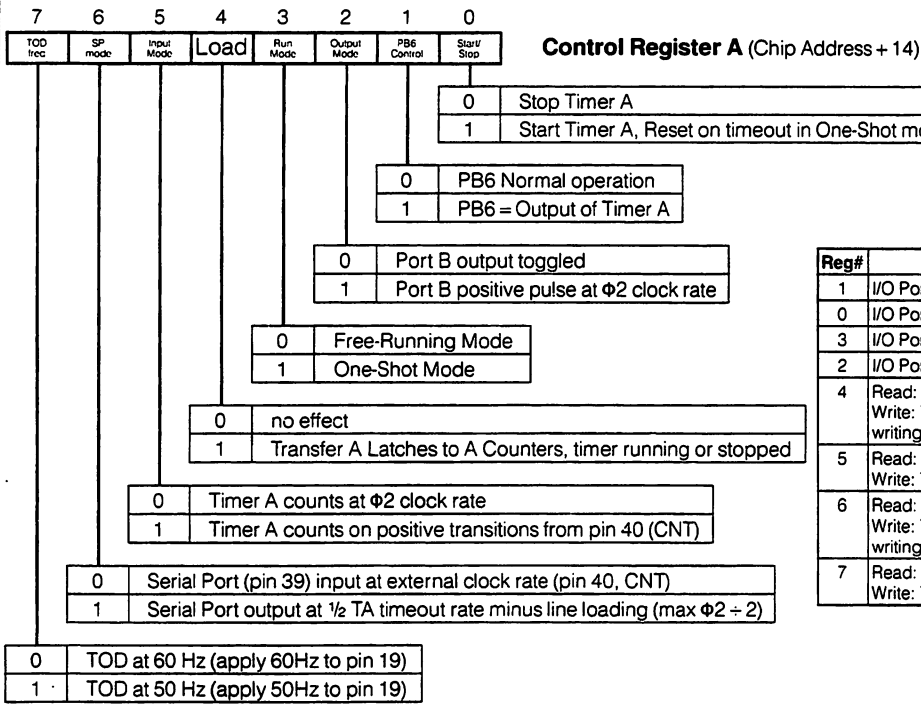 7 6 5 4 3 2 1 0
TOD freq SP mode Input Mode Load Run Mode Output Mode PB6 Control Start/ Stop
Control Register A (Chip Address + 14)
0 Stop Timer A
1 Start Timer A, Reset on timeout in One-Shot
0 PB6 Normal operation
1 PB6 = Output of Timer A
0 Port B output toggled
1 Port B positive pulse at Φ2 clock rate
0 Free-Running Mode
1 One-Shot Mode
0 no effect
1 Transfer A Latches to A Counters, timer running or stopped
0 Timer A counts at Φ2 clock rate
1 Timer A counts on positive transitions from pin 40 (CNT)
0 Serial Port (pin 39) input at external clock rate (pin 40, CNT)
1 Serial Port output at ½ TA timeout rate minus line loading (max Φ2 ÷ 2)
0 TOD at 60 Hz (apply 60Hz to pin 19)
1 TOD at 50 Hz (apply 50Hz to pin 19)
Reg#
1 I/O
0 I/O
3 I/O
2 I/O
4 Read:
Write:
writing
5 Read:
Write:
6 Read:
Write:
writing
7 Read:
Write: